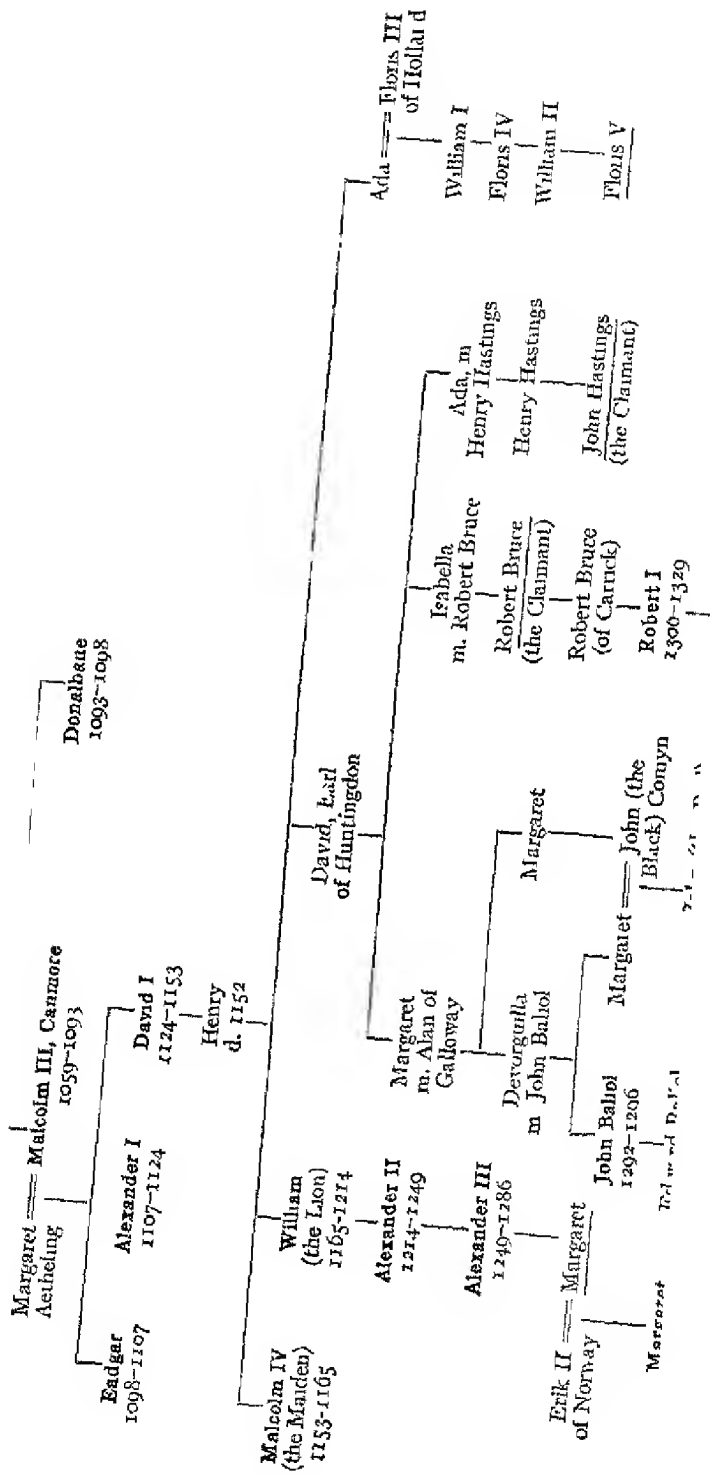 Margaret
Aetheling
Malcolm III, Canmore
1059–1093
Donalbane
1093–1098
Eadgar
1098–1107
Alexander I
1107–1124
David I
1124–1153
Henry
d. 1152
Malcolm IV
(the Maiden)
1153-1165
William
(the Lion)
1165-1214
David, Earl
of Huntingdon
Ada == Floris III
of Holland
Alexander II
1214–1249
Alexander III
1249–1286
Erik II == Margaret
of Norway
Margaret
Margaret
m. Alan of
Galloway
Devorguilla
m John Baliol
Margaret
John Baliol
1292–1296
Margaret == John (the
Black) Comyn
Isabella
m. Robert Bruce
Robert Bruce
(the Claimant)
Robert Bruce
(of Carrick)
Robert I
1306–1329
Ada, m
Henry Hastings
Henry Hastings
John Hastings
(the Claimant)
William I
Floris IV
William II
Floris V